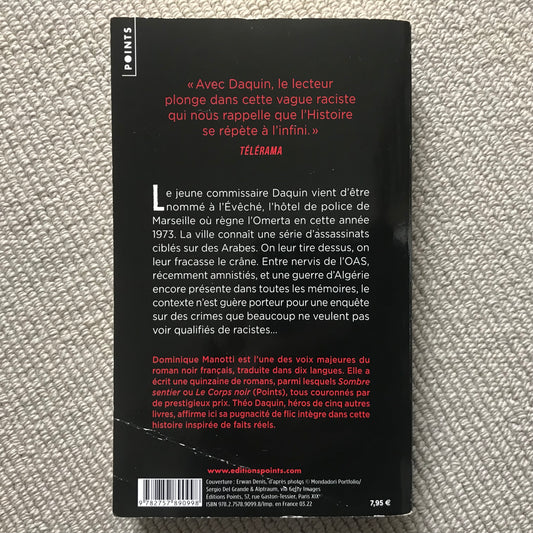 POINTS
« Avec Daquin, le lecteur
plonge dans cette vague raciste
qui nous rappelle que l'Histoire
se répète à l'infini. »
TÉLÉRAMA
Le jeune commissaire Daquin vient d'être
nommé à l'Évêché, l'hôtel de police de
Marseille où règne l'Omerta en cette année
1973. La ville connaît une série d'assassinats
ciblés sur des Arabes. On leur tire dessus, on
leur fracasse le crâne. Entre nervis de l'OAS,
récemment amnistiés, et une guerre d'Algérie
encore présente dans toutes les mémoires, le
contexte n'est guère porteur pour une enquête
sur des crimes que beaucoup ne veulent pas
voir qualifiés de racistes...
Dominique Manotti est l'une des voix majeures du
roman noir français, traduite dans dix langues. Elle a
écrit une quinzaine de romans, parmi lesquels Sombre
sentier ou Le Corps noir (Points), tous couronnés par
de prestigieux prix. Théo Daquin, héros de cinq autres
livres, affirme ici sa pugnacité de flic intègre dans cette
histoire inspirée de faits réels.
www.editionspoints.com
Couverture : Erwan Denis, d'après photos © Mondadori Portfolio/
Sergio Del Grande & Alptraum, via Getty Images
Éditions Points, 57, rue Gaston-Tessier, Paris XIXe
ISBN 978.2.7578.9099.8/Imp. en France 03.22
7,95 €
9 782757 890998